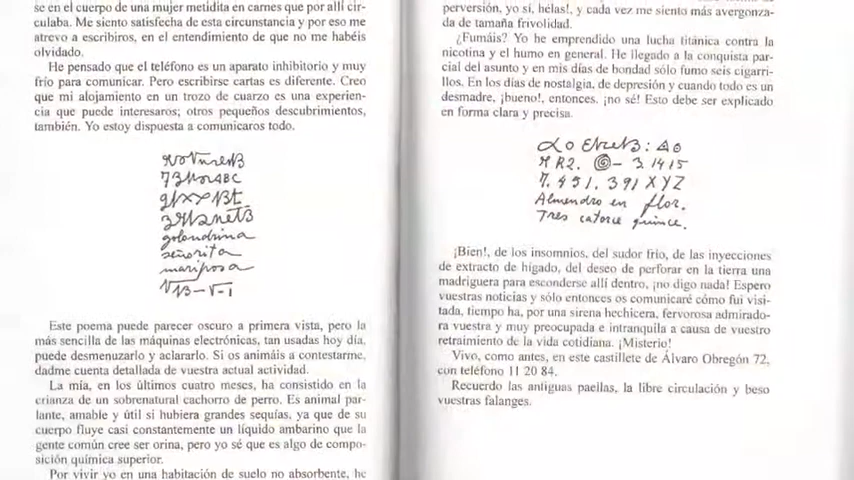 se en el cuerpo de una mujer metidita en carnes que por allí cir-
culaba. Me siento satisfecha de esta circunstancia y por eso me
atrevo a escribiros, en el entendimiento de que no me habéis
olvidado.
He pensado que el teléfono es un aparato inhibitorio y muy
frío para comunicar. Pero escribirse cartas es diferente. Creo
que mi alojamiento en un trozo de cuarzo es una experien-
cia que puede interesaros; otros pequeños descubrimientos,
también. Yo estoy dispuesta a comunicaros todo.
golondrina
señorita
mariposa
√13-√-1
Este poema puede parecer oscuro a primera vista, pero la
más sencilla de las máquinas electrónicas, tan usadas hoy día,
puede desmenuzarlo y aclararlo. Si os animáis a contestarme,
dadme cuenta detallada de vuestra actual actividad.
La mía, en los últimos cuatro meses, ha consistido en la
crianza de un sobrenatural cachorro de perro. Es animal par-
lante, amable y útil si hubiera grandes sequías, ya que de su
cuerpo fluye casi constantemente un líquido ambarino que la
gente común cree ser orina, pero yo sé que es algo de compo-
sición química superior.
Por vivir yo en una habitación de suelo no absorbente, he
perversión, yo sí, hélas!, y cada vez me siento más avergonza-
da de tamaña frivolidad.
¿Fumáis? Yo he emprendido una lucha titánica contra la
nicotina y el humo en general. He llegado a la conquista par-
cial del asunto y en mis días de bondad sólo fumo seis cigarri-
llos. En los días de nostalgia, de depresión y cuando todo es un
desmadre, ¡bueno!, entonces, ¡no sé! Esto debe ser explicado
en forma clara y precisa.
M R2. - 3.1415
7. 451. 391 X Y Z
Almendro en flor.
Tres catorce quince.
¡Bien!, de los insomnios, del sudor frío, de las inyecciones
de extracto de hígado, del deseo de perforar en la tierra una
madriguera para esconderse allí dentro, ¡no digo nada! Espero
vuestras noticias y sólo entonces os comunicaré cómo fui visi-
tada, tiempo ha, por una sirena hechicera, fervorosa admirado-
ra vuestra y muy preocupada e intranquila a causa de vuestro
retraimiento de la vida cotidiana. ¡Misterio!
Vivo, como antes, en este castillete de Álvaro Obregón 72,
con teléfono 11 20 84.
Recuerdo las antiguas paellas, la libre circulación y beso
vuestras falanges.